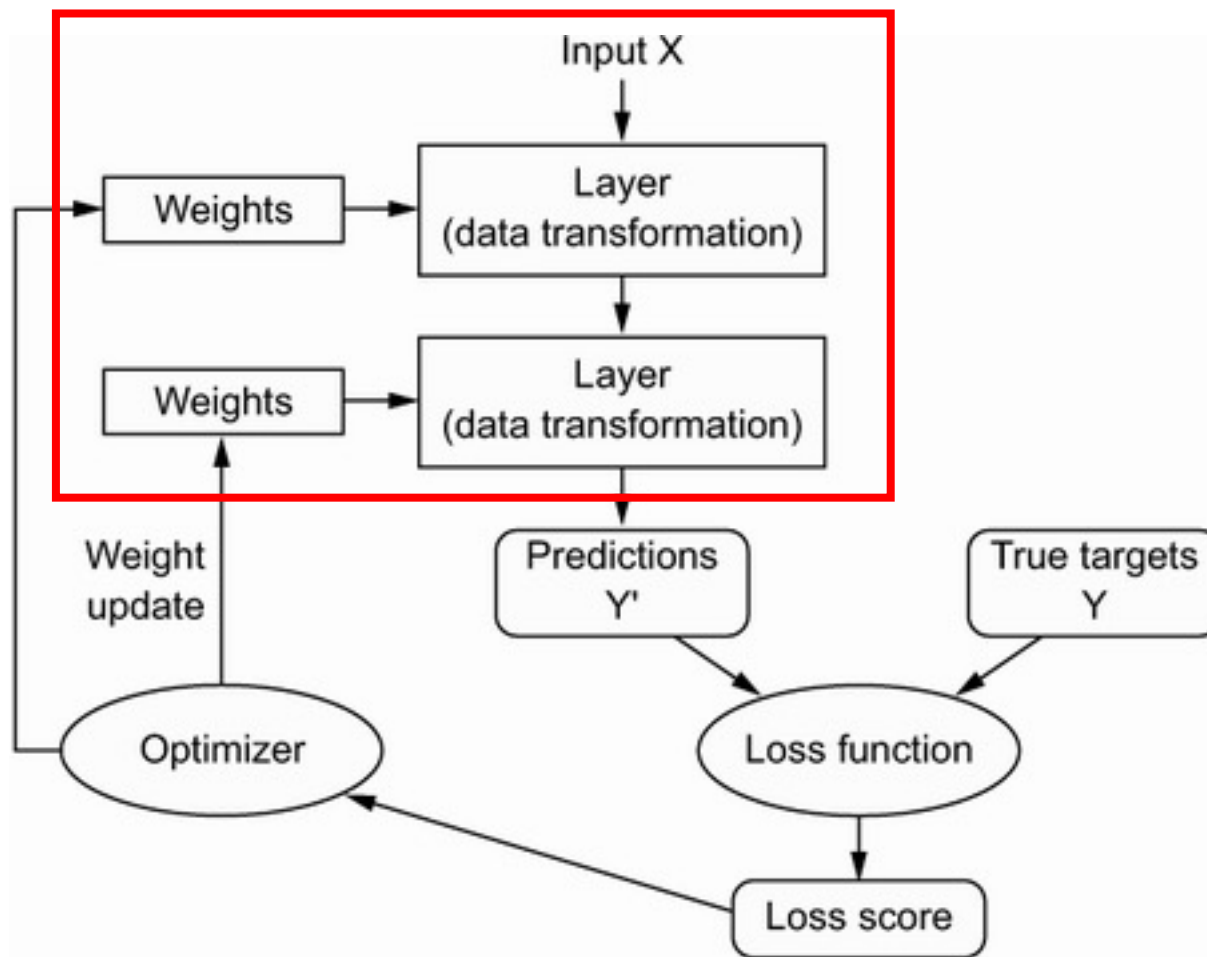 Input X
Layer
(data transformation)
Weights
Layer
(data transformation)
Weights
Weight
update
Predictions
Y'
True targets
Y
Optimizer
Loss function
Loss score